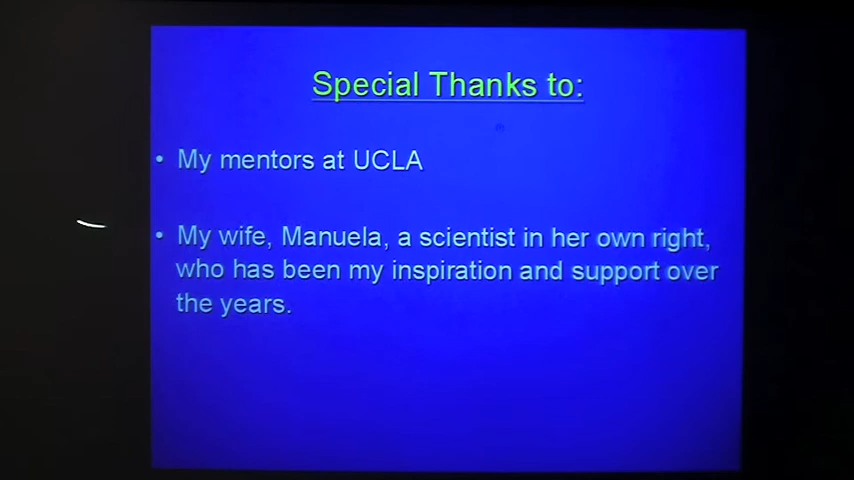 Special Thanks to:
• My mentors at UCLA
• My wife, Manuela, a scientist in her own right,
who has been my inspiration and support over
the years.